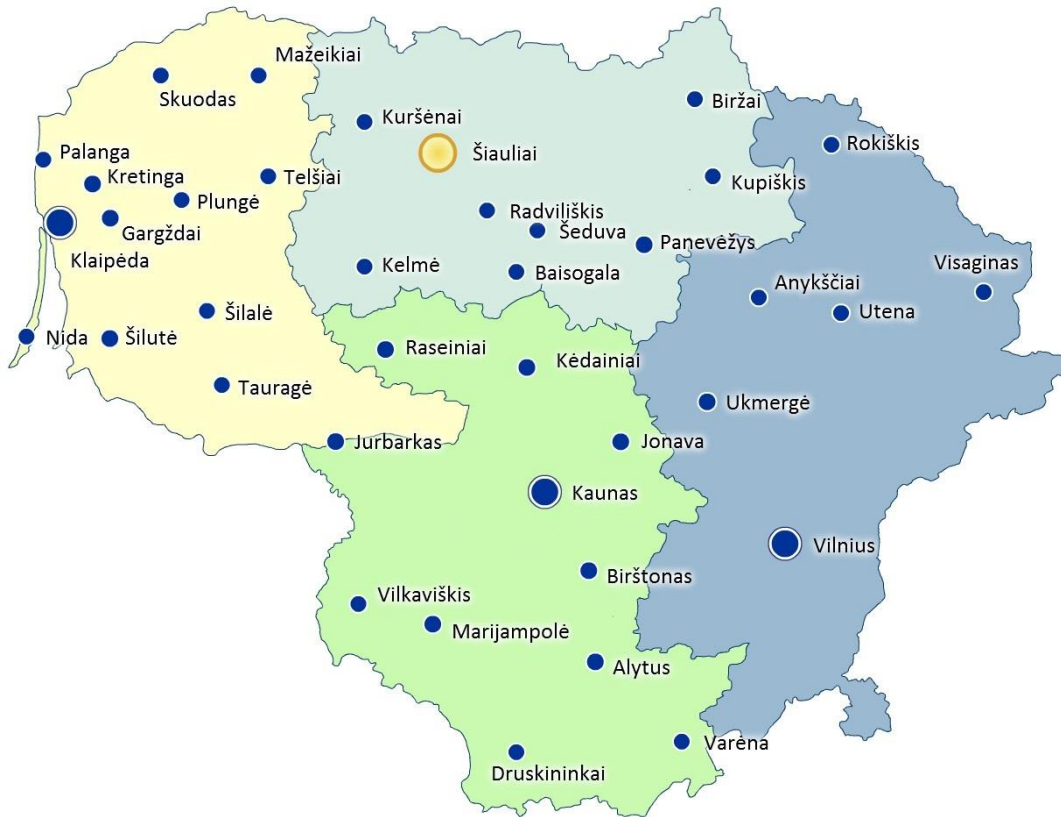 Mažeikiai
Skuodas
Biržai
Kuršėnai
Rokiškis
Šiauliai
Palanga
Kretinga
Telšiai
Kupiškis
Plungė
Radviliškis
Gargždai
Šeduva
Panevėžys
Klaipėda
Kelmė
Baisogala
Visaginas
Anykščiai
Utena
Šilalė
Nida
Šilutė
Raseiniai
Kėdainiai
Tauragė
Ukmergė
Jurbarkas
Jonava
Kaunas
Vilnius
Birštonas
Vilkaviškis
Marijampolė
Alytus
Varėna
Druskininkai